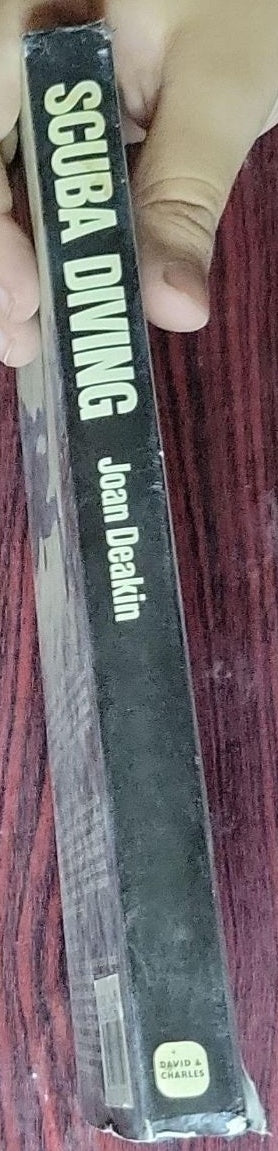 SCUBA DIVING
Joan Deakin
DAVID &
CHARLES